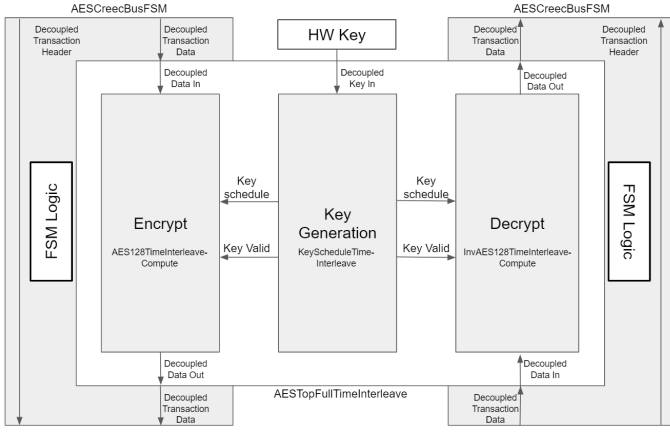 AESCreecBusFSM
AESCreecBusFSM
Decoupled
Transaction
Header
Decoupled
Transaction
Data
HW Key
Decoupled
Transaction
Data
Decoupled
Transaction
Header
Decoupled
Data In
Decoupled
Key In
Decoupled
Data Out
FSM Logic
Encrypt
AES128TimeInterleave-
Compute
Key
schedule
Key Valid
Key
Generation
KeyScheduleTime-
Interleave
Key
schedule
Key Valid
Decrypt
InvAES128TimeInterleave-
Compute
FSM Logic
Decoupled
Data Out
Decoupled
Data In
Decoupled
Transaction
Data
AESTopFullTimeInterleave
Decoupled
Transaction
Data